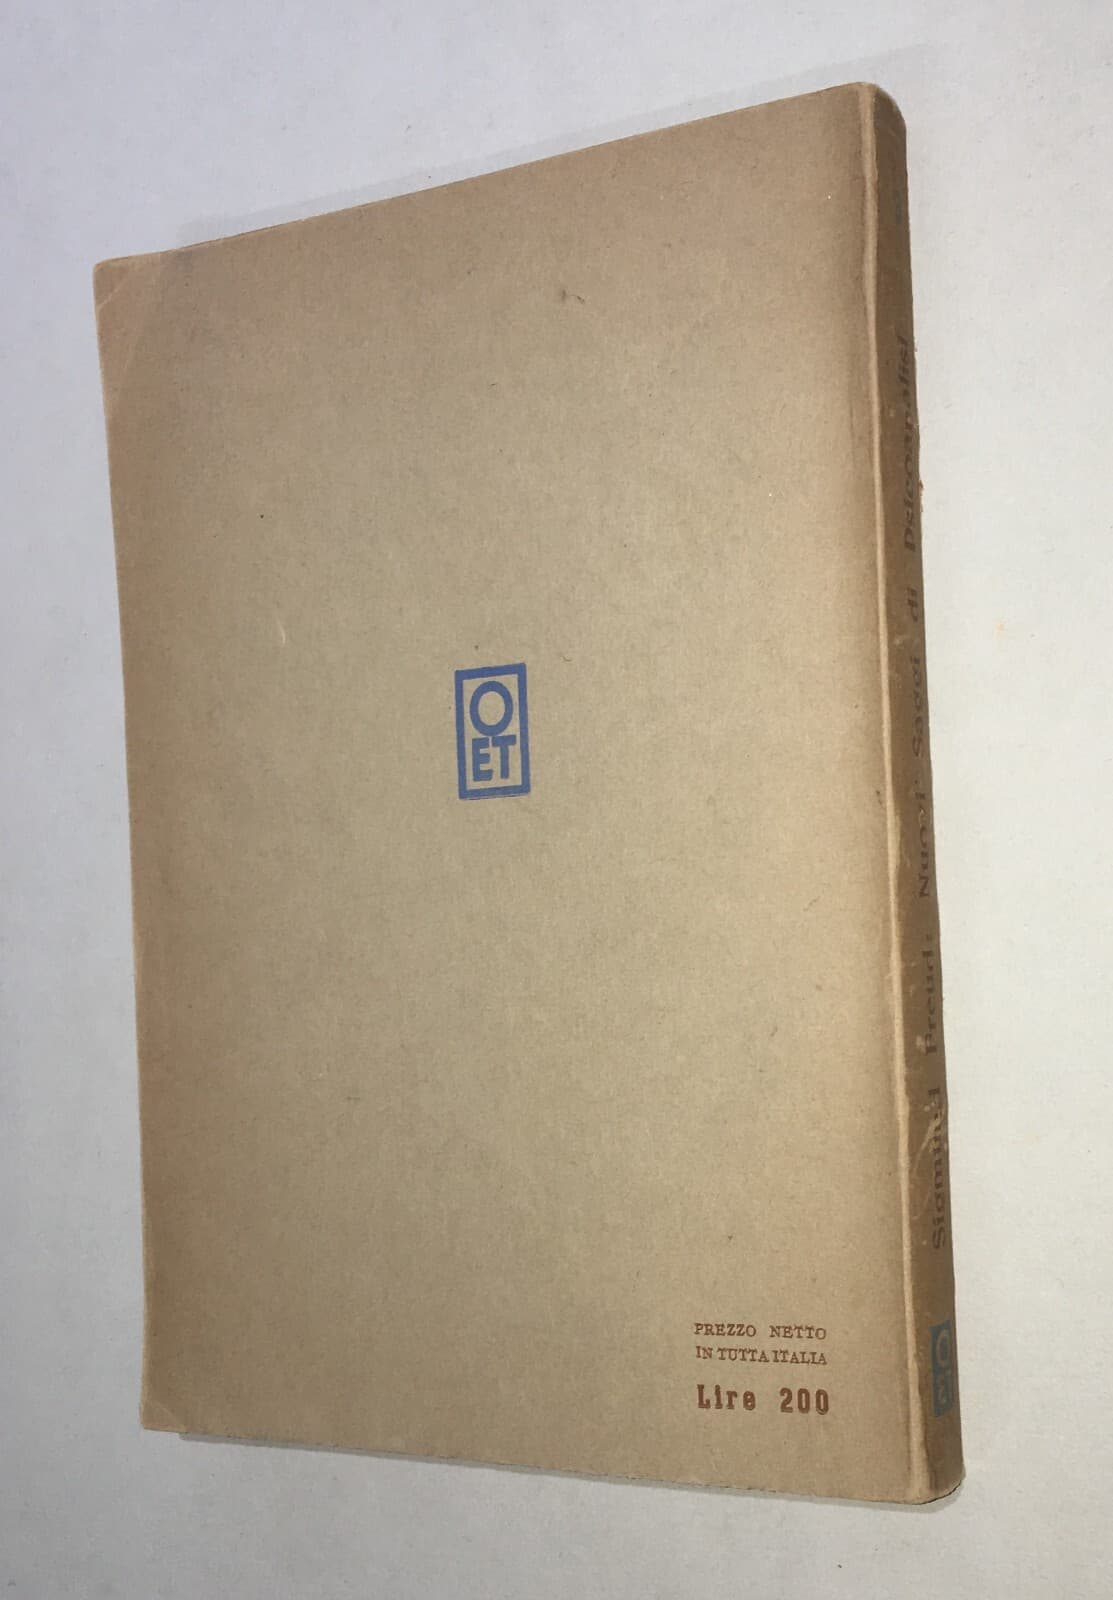 O
ET
PREZZO NETTO
IN TUTTA ITALIA
Lire 200
Sigmund Freud: Nuovi Saggi di Psicoanalisi
O
ET